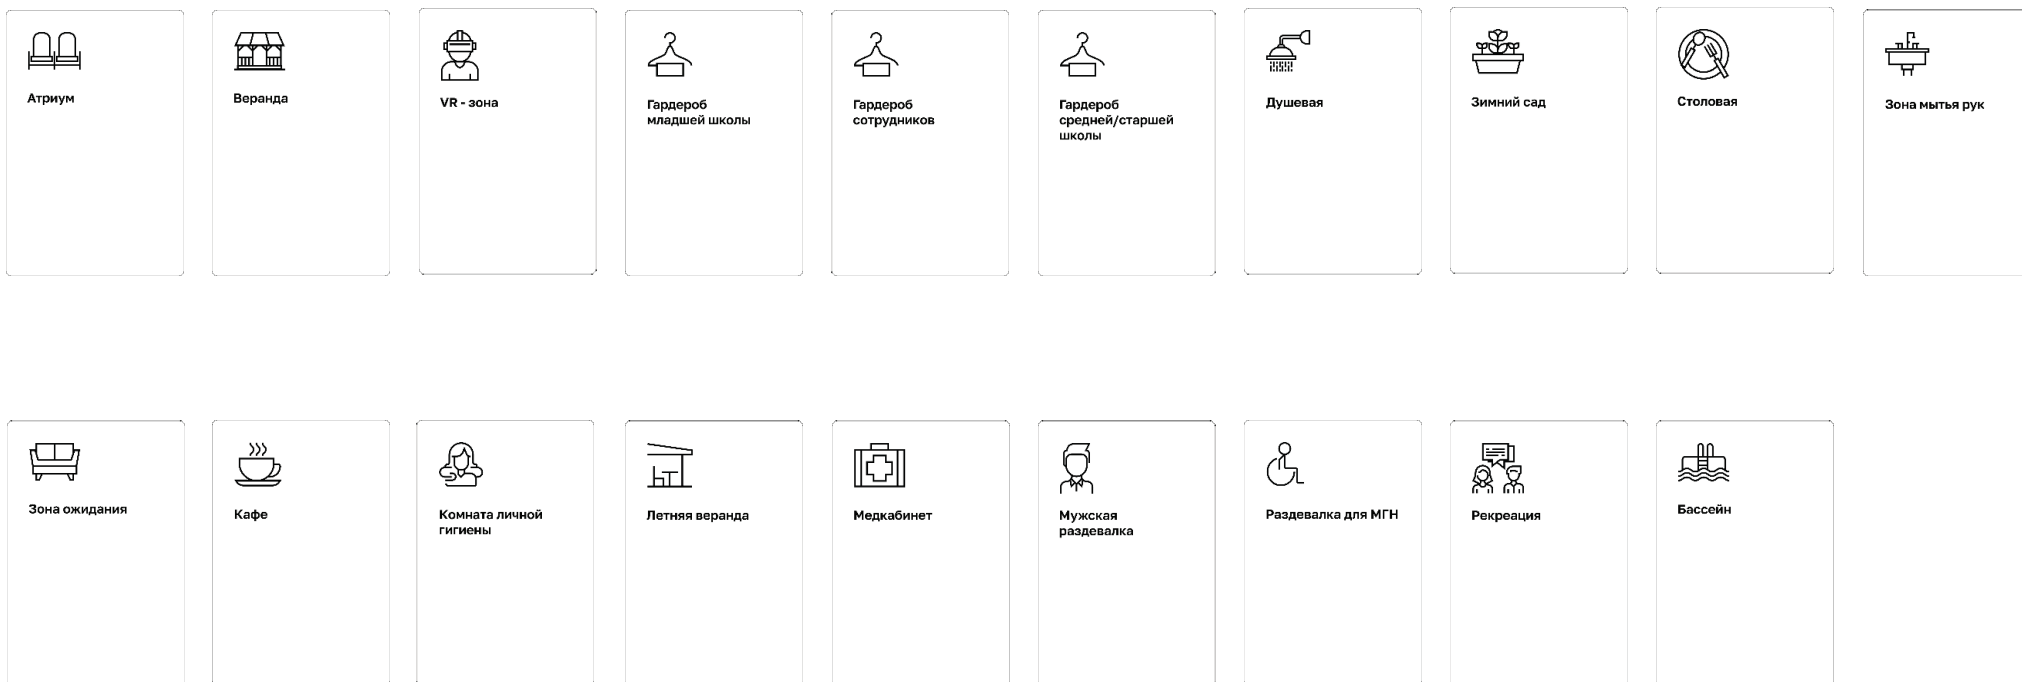 Атриум
Веранда
VR - зона
Гардероб
младшей школы
Гардероб
сотрудников
Гардероб
средней/старшей
школы
Душевая
Зимний сад
Столовая
Зона мытья рук
Зона ожидания
Кафе
Комната личной
гигиены
Летняя веранда
Медкабинет
Мужская
раздевалка
Раздевалка для МГН
Рекреация
Бассейн